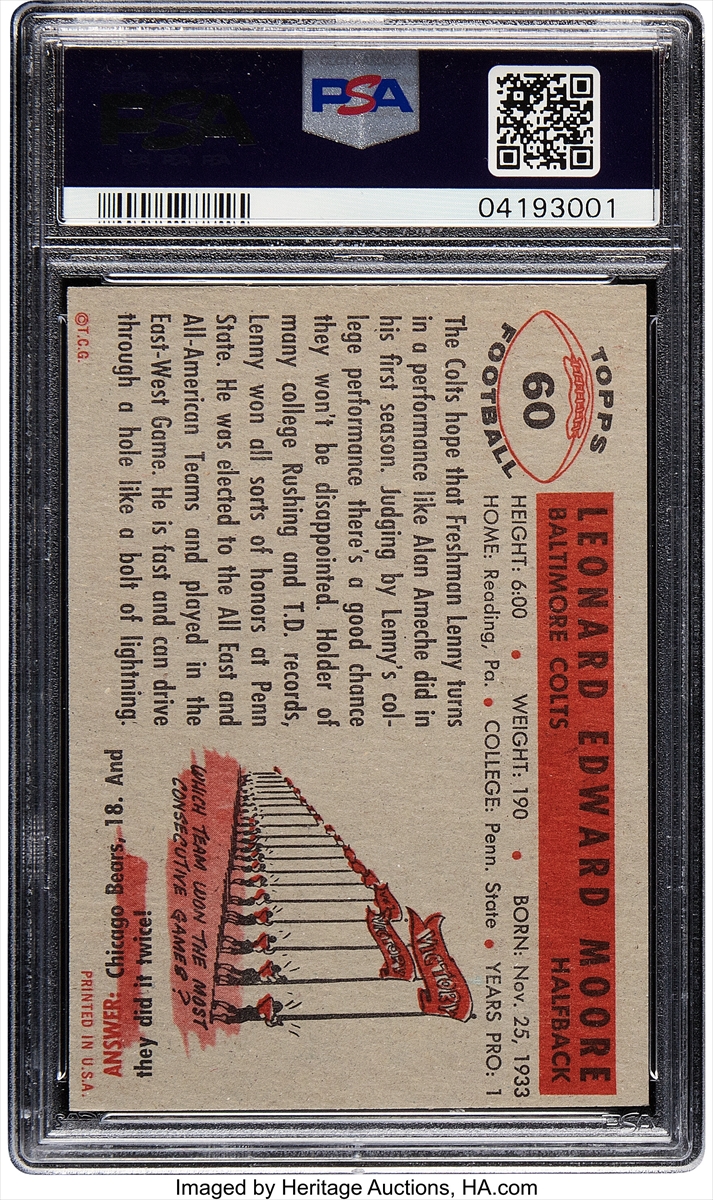 PSA
PSA
04193001
TOPPS
60
FOOTBALL
LEONARD EDWARD MOORE
BALTIMORE COLTS HALFBACK
HEIGHT: 6:00 • WEIGHT: 190 • BORN: Nov. 25, 1933
HOME: Reading, Pa. • COLLEGE: Penn. State • YEARS PRO: 1
The Colts hope that Freshman Lenny turns
in a performance like Alan Ameche did in
his first season. Judging by Lenny's col-
lege performance there's a good chance
they won't be disappointed. Holder of
many college Rushing and T.D. records,
Lenny won all sorts of honors at Penn
State. He was elected to the All East and
All-American Teams and played in the
East-West Game. He is fast and can drive
through a hole like a bolt of lightning.
VICTORY
VICTORY
WHICH TEAM WON THE MOST
CONSECUTIVE GAMES?
ANSWER: Chicago Bears, 18. And
they did it twice!
©T.C.G.
PRINTED IN U.S.A.
Imaged by Heritage Auctions, HA.com